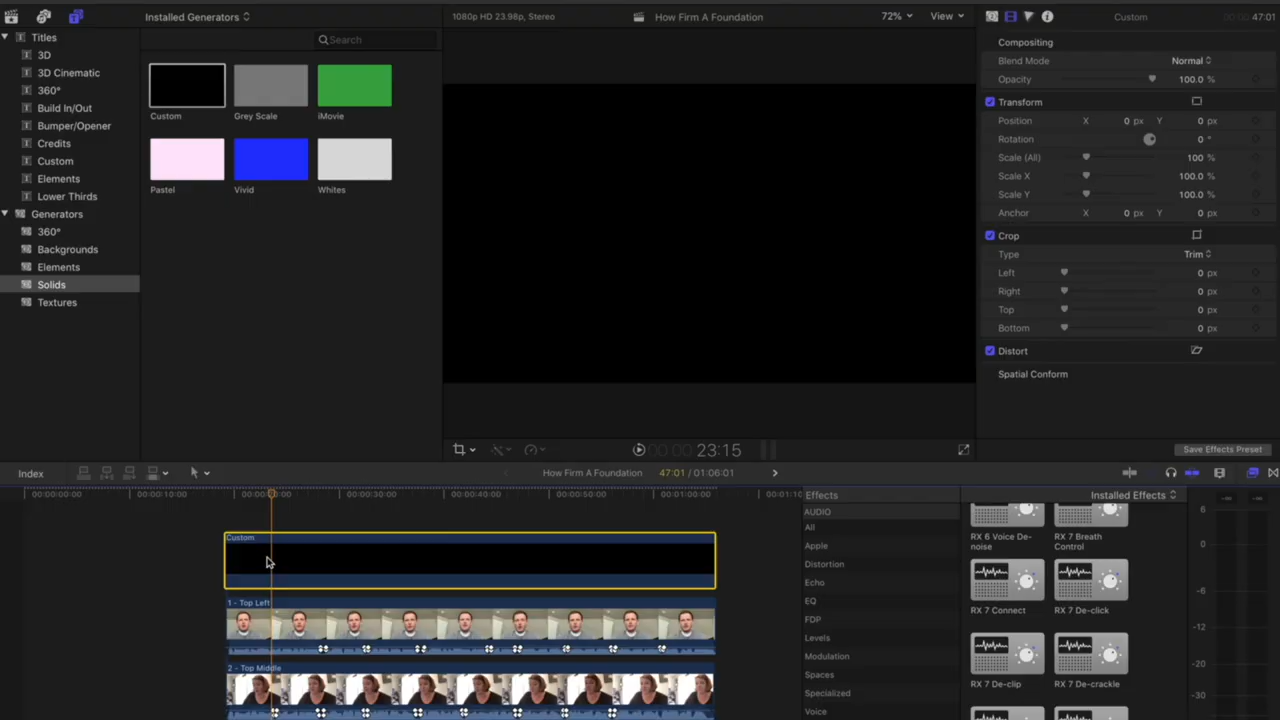 Installed Generators
1080p HD 23.98p, Stereo
How Firm A Foundation
72%
View
Custom
47:01
Titles
3D
3D Cinematic
360°
Build In/Out
Bumper/Opener
Credits
Custom
Elements
Lower Thirds
Generators
360°
Backgrounds
Elements
Solids
Textures
Search
Custom
Grey Scale
iMovie
Pastel
Vivid
Whites
Compositing
Blend Mode
Normal
Opacity
100.0 %
Transform
Position X 0 px Y 0 px
Rotation 0 °
Scale (All) 100 %
Scale X 100.0 %
Scale Y 100.0 %
Anchor X 0 px Y 0 px
Crop
Type Trim
Left 0 px
Right 0 px
Top 0 px
Bottom 0 px
Distort
Spatial Conform
23:15
Save Effects Preset
Index
How Firm A Foundation
47:01 / 01:06:01
00:00:00:00
00:00:10:00
00:00:30:00
00:00:40:00
00:00:50:00
00:01:00:00
00:01:10
Custom
1 - Top Left
2 - Top Middle
Effects
Installed Effects
AUDIO
All
Apple
Distortion
Echo
EQ
FDP
Levels
Modulation
Spaces
Specialized
Voice
RX 6 Voice De-
noise
RX 7 Breath
Control
RX 7 Connect
RX 7 De-click
RX 7 De-clip
RX 7 De-crackle
6
0
-6
-12
-20
-30